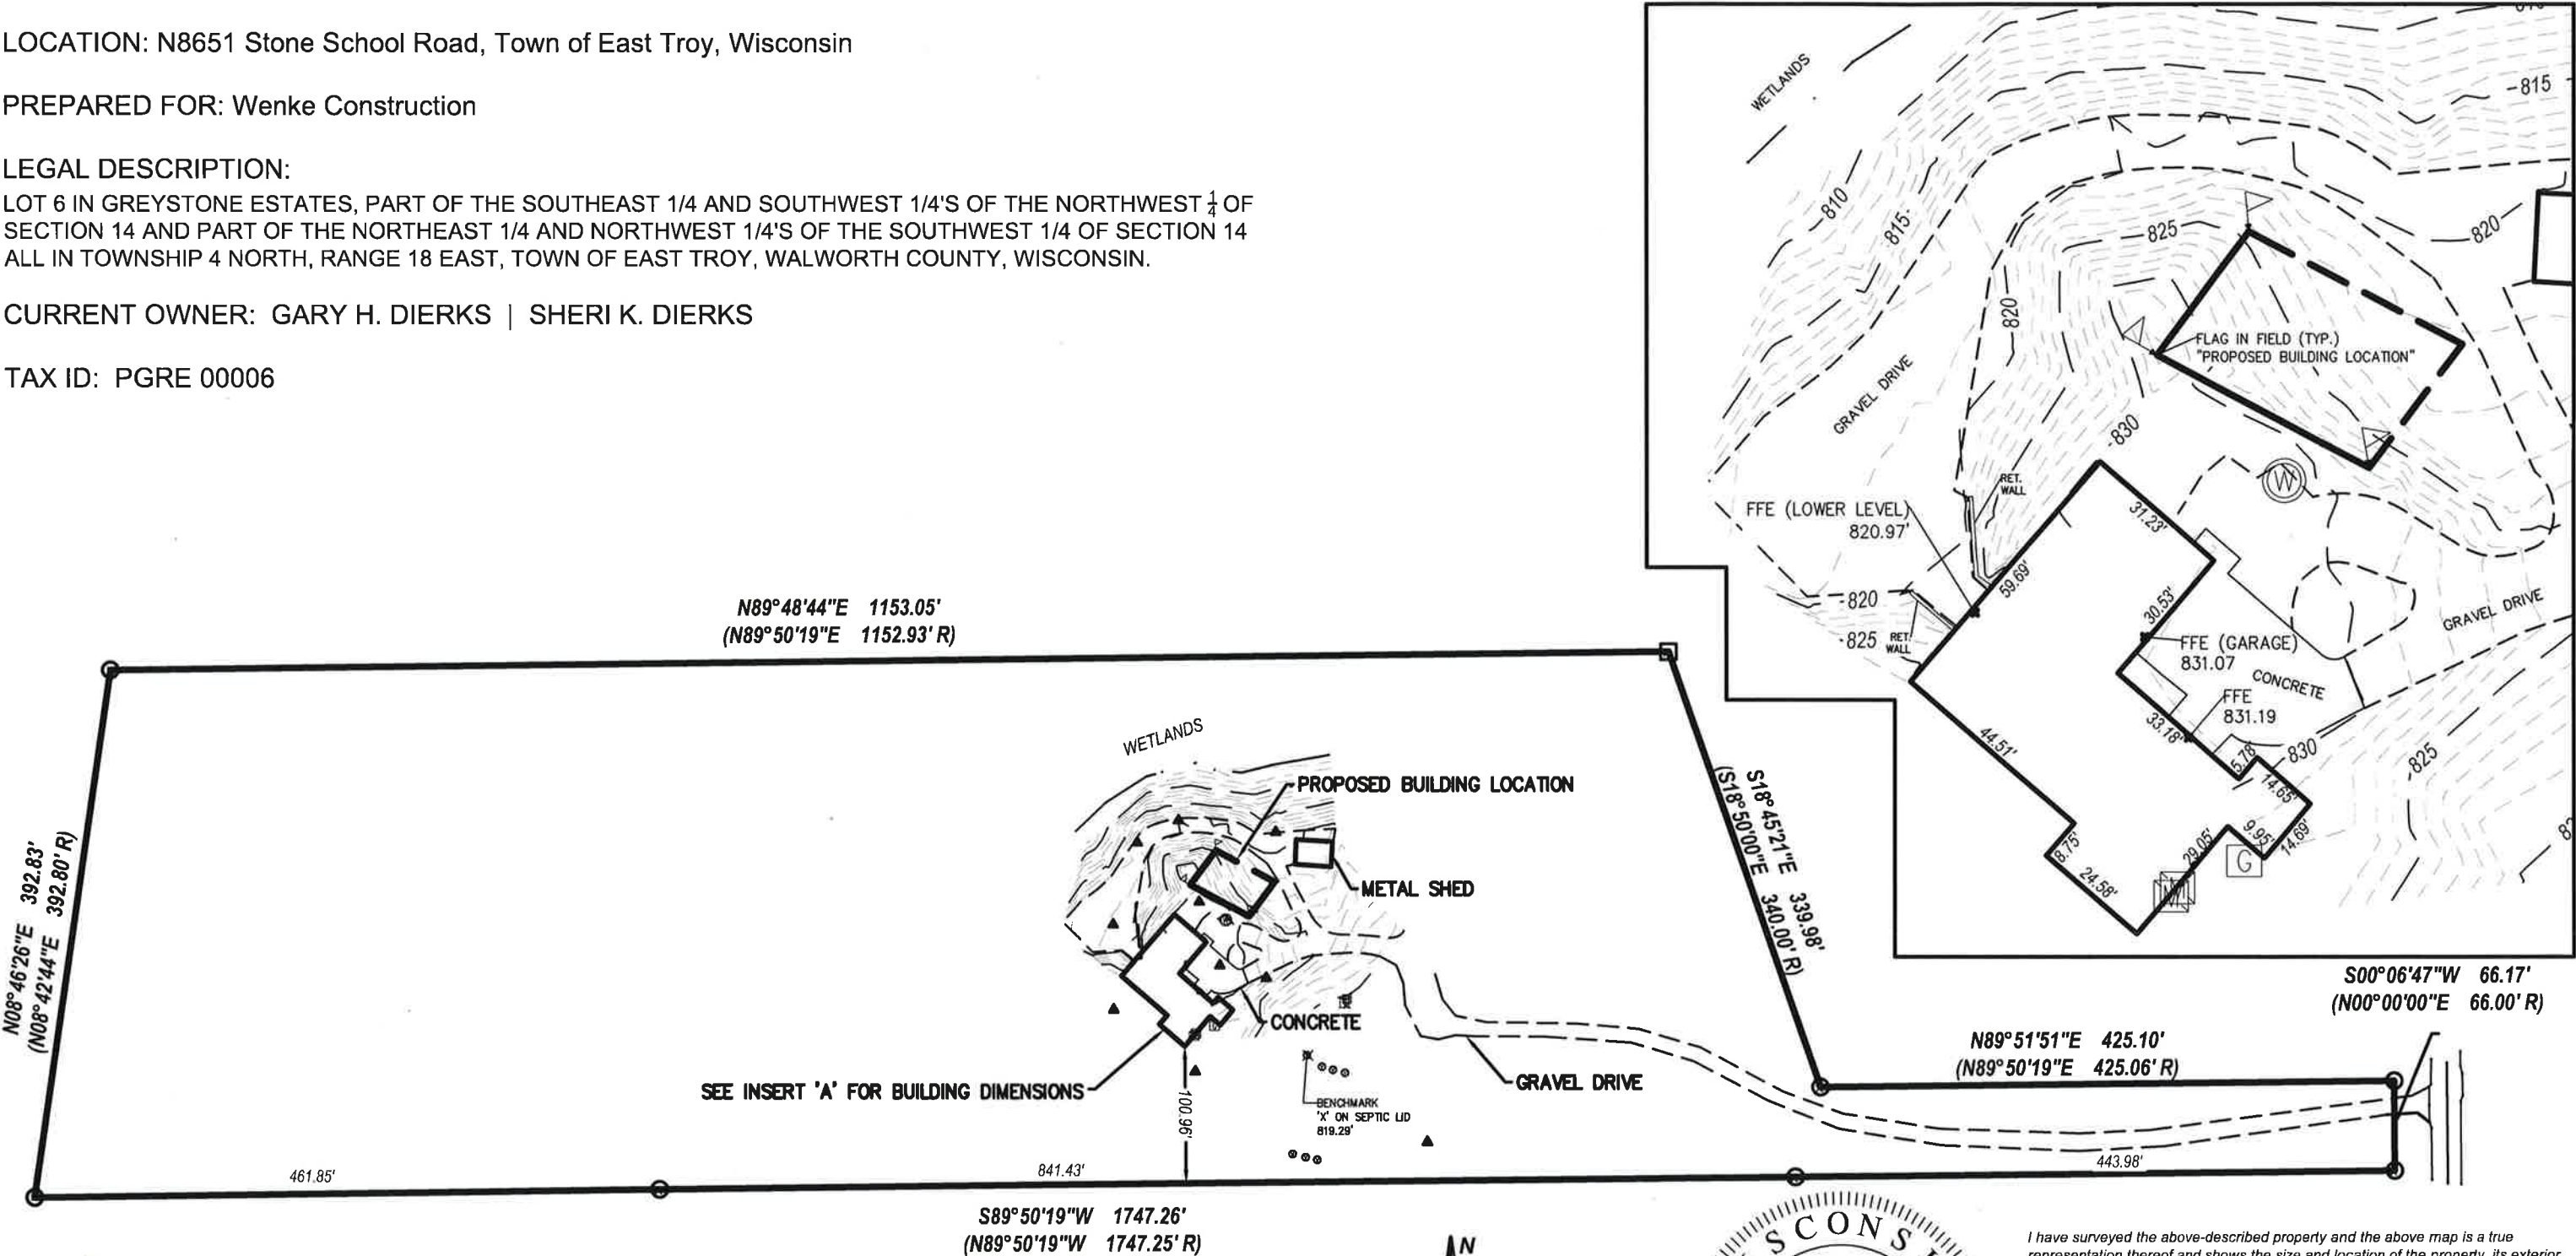 LOCATION: N8651 Stone School Road, Town of East Troy, Wisconsin
PREPARED FOR: Wenke Construction
LEGAL DESCRIPTION:
LOT 6 IN GREYSTONE ESTATES, PART OF THE SOUTHEAST 1/4 AND SOUTHWEST 1/4'S OF THE NORTHWEST 1/4 OF
SECTION 14 AND PART OF THE NORTHEAST 1/4 AND NORTHWEST 1/4'S OF THE SOUTHWEST 1/4 OF SECTION 14
ALL IN TOWNSHIP 4 NORTH, RANGE 18 EAST, TOWN OF EAST TROY, WALWORTH COUNTY, WISCONSIN.
CURRENT OWNER: GARY H. DIERKS | SHERI K. DIERKS
TAX ID: PGRE 00006
WETLANDS
815
810
815
825
820
820
FLAG IN FIELD (TYP.)
"PROPOSED BUILDING LOCATION"
GRAVEL DRIVE
830
W
RET.
WALL
FFE (LOWER LEVEL)
820.97'
31.23'
59.69'
30.53'
820
825
RET.
WALL
GRAVEL DRIVE
FFE (GARAGE)
831.07
CONCRETE
FFE
831.19
33.18'
5.78'
830
825
44.51'
14.65'
9.95'
14.69'
29.05'
8.75'
24.58'
G
N89°48'44"E 1153.05'
(N89°50'19"E 1152.93' R)
WETLANDS
PROPOSED BUILDING LOCATION
METAL SHED
CONCRETE
SEE INSERT 'A' FOR BUILDING DIMENSIONS
GRAVEL DRIVE
BENCHMARK
'X' ON SEPTIC LID
819.29'
100.96'
N08°46'26"E 392.83'
(N08°42'44"E 392.80' R)
S18°45'21"E 339.98'
(S18°50'00"E 340.00' R)
S00°06'47"W 66.17'
(N00°00'00"E 66.00' R)
N89°51'51"E 425.10'
(N89°50'19"E 425.06' R)
461.85'
841.43'
443.98'
S89°50'19"W 1747.26'
(N89°50'19"W 1747.25' R)
N
SCONS
I have surveyed the above-described property and the above map is a true
representation thereof and shows the size and location of the property, its exterior